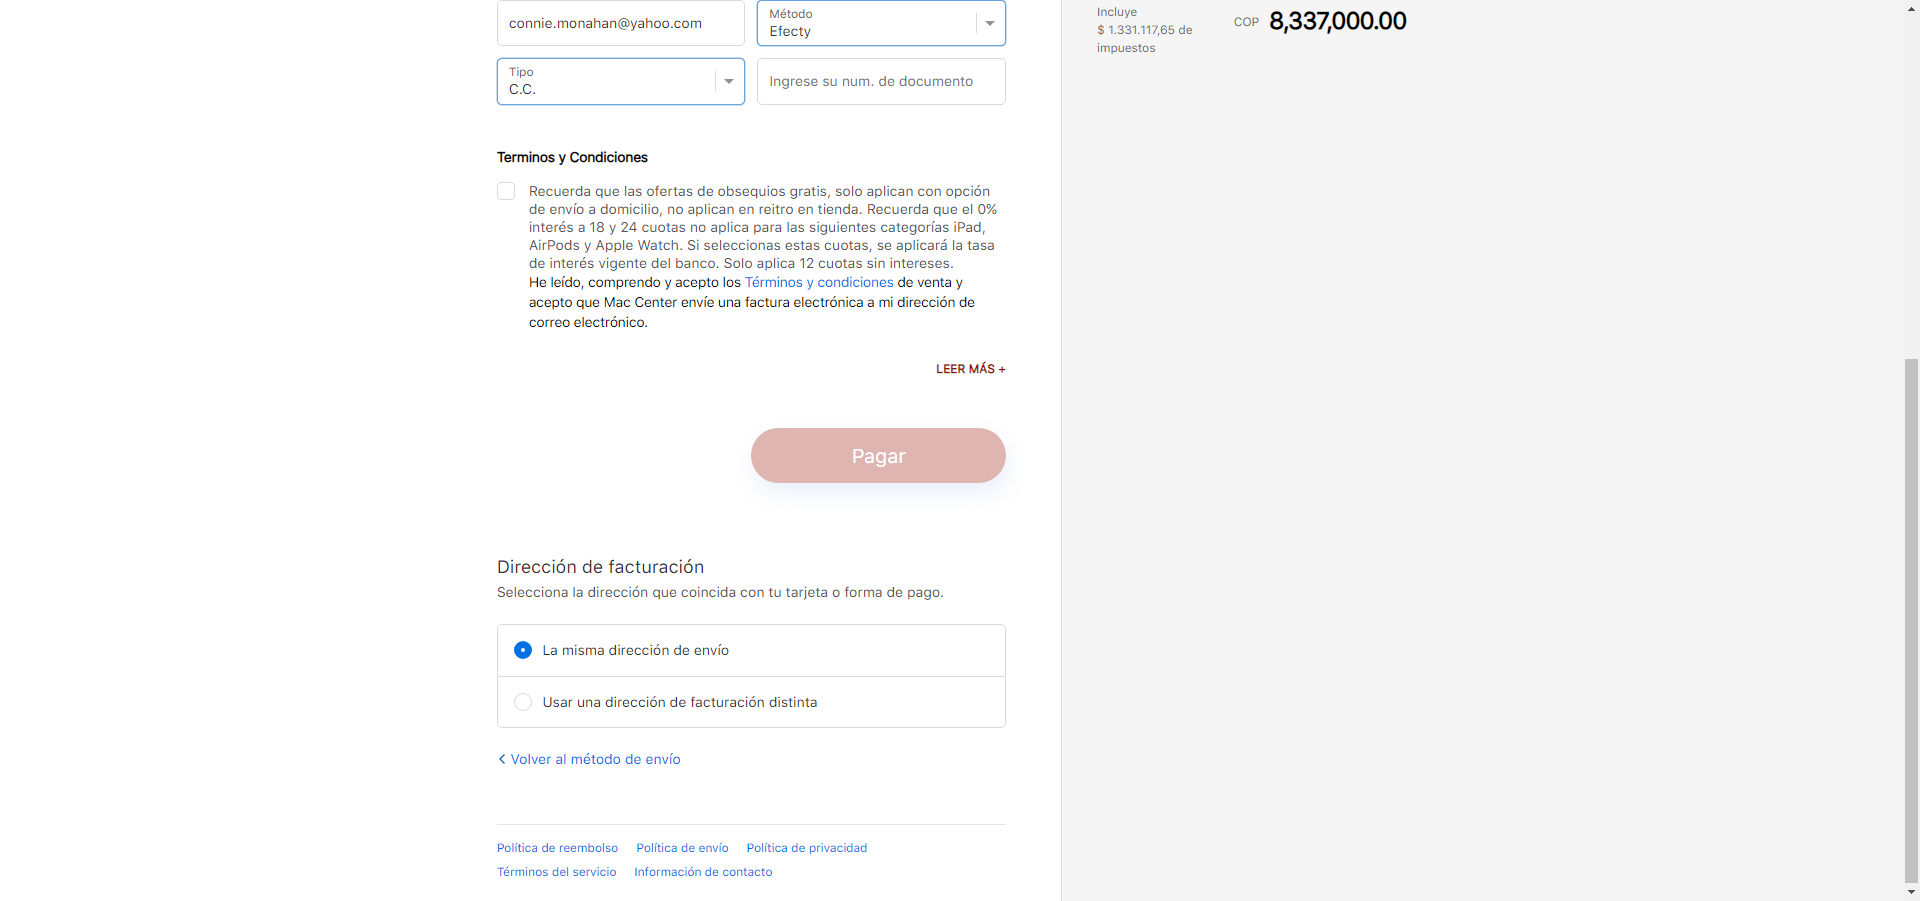 connie.monahan@yahoo.com
Método
Efecty
Tipo
C.C.
Ingrese su num. de documento
Terminos y Condiciones
Recuerda que las ofertas de obsequios gratis, solo aplican con opción
de envío a domicilio, no aplican en reitro en tienda. Recuerda que el 0%
interés a 18 y 24 cuotas no aplica para las siguientes categorías iPad,
AirPods y Apple Watch. Si seleccionas estas cuotas, se aplicará la tasa
de interés vigente del banco. Solo aplica 12 cuotas sin intereses.
He leído, comprendo y acepto los Términos y condiciones de venta y
acepto que Mac Center envíe una factura electrónica a mi dirección de
correo electrónico.
LEER MÁS +
Pagar
Dirección de facturación
Selecciona la dirección que coincida con tu tarjeta o forma de pago.
La misma dirección de envío
Usar una dirección de facturación distinta
Volver al método de envío
Política de reembolso Política de envío Política de privacidad
Términos del servicio Información de contacto
Incluye
$ 1.331.117,65 de
impuestos
COP 8,337,000.00